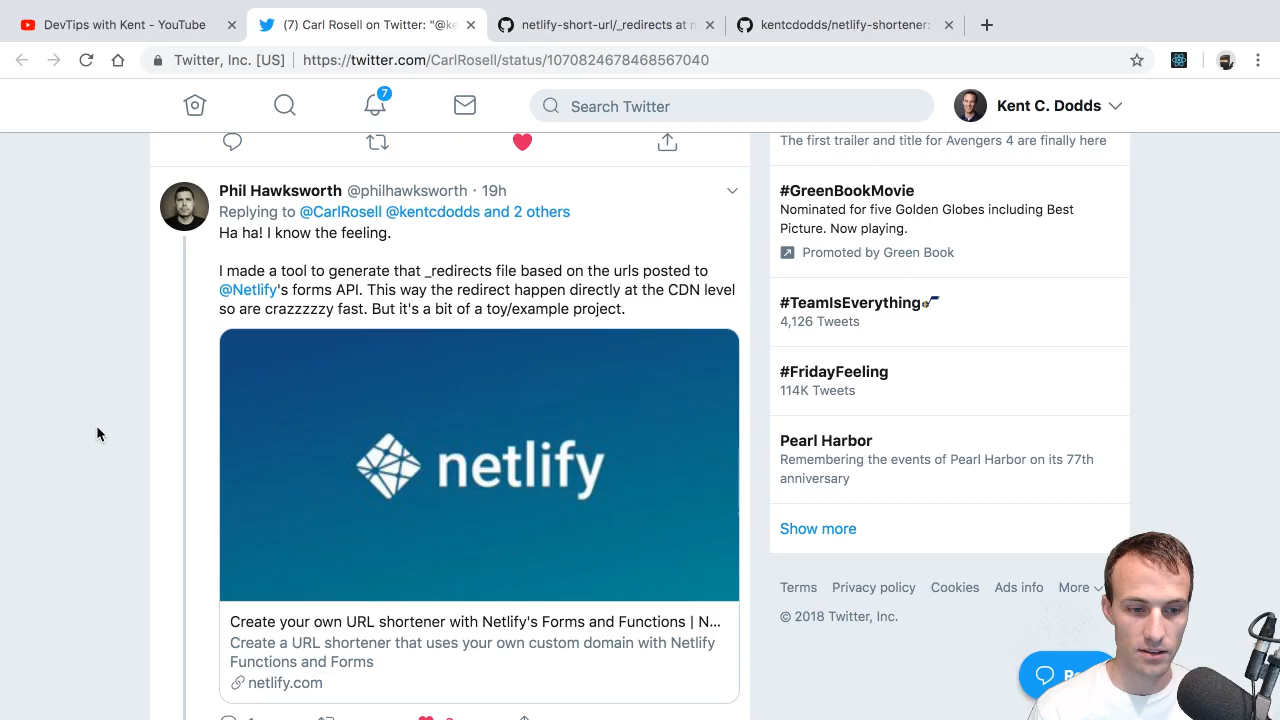 DevTips with Kent - YouTube
(7) Carl Rosell on Twitter: "@ke
netlify-short-url/_redirects at m
kentcdodds/netlify-shortener:
Twitter, Inc. [US] | https://twitter.com/CarlRosell/status/1070824678468567040
7
Search Twitter
Kent C. Dodds
Phil Hawksworth @philhawksworth · 19h
Replying to @CarlRosell @kentcdodds and 2 others
Ha ha! I know the feeling.
I made a tool to generate that _redirects file based on the urls posted to
@Netlify's forms API. This way the redirect happen directly at the CDN level
so are crazzzzzy fast. But it's a bit of a toy/example project.
netlify
Create your own URL shortener with Netlify's Forms and Functions | N...
Create a URL shortener that uses your own custom domain with Netlify
Functions and Forms
netlify.com
The first trailer and title for Avengers 4 are finally here
#GreenBookMovie
Nominated for five Golden Globes including Best
Picture. Now playing.
Promoted by Green Book
#TeamIsEverything
4,126 Tweets
#FridayFeeling
114K Tweets
Pearl Harbor
Remembering the events of Pearl Harbor on its 77th
anniversary
Show more
Terms Privacy policy Cookies Ads info More
© 2018 Twitter, Inc.